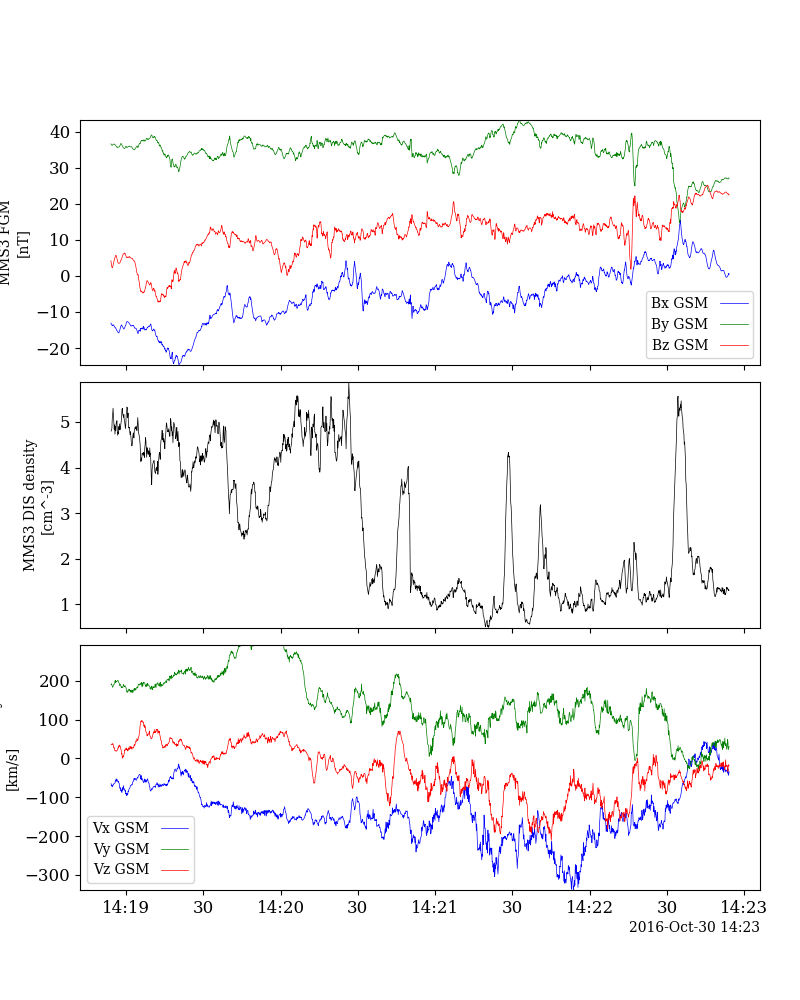 40
30
20
10
0
−10
−20
MMS3 FGM
[nT]
Bx GSM
By GSM
Bz GSM
5
4
3
2
1
MMS3 DIS density
[cm^-3]
200
100
0
−100
−200
−300
[km/s]
Vx GSM
Vy GSM
Vz GSM
14:19 30 14:20 30 14:21 30 14:22 30 14:23
2016-Oct-30 14:23